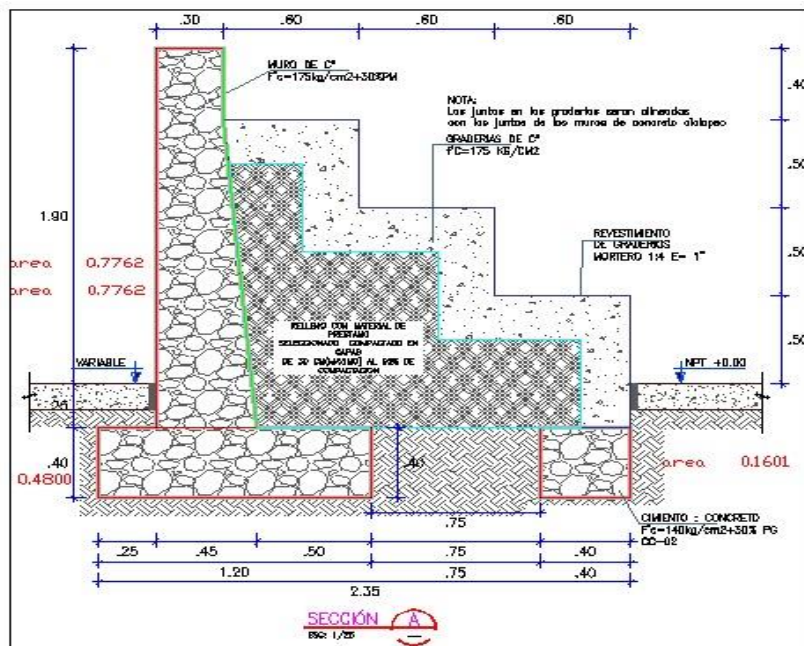 .30 .60 .60 .60
MURO DE Cº
F'c=175kg/cm2+30%PM
.40
NOTA:
Las juntas en las graderias seran alineadas
con las juntas de los muros de concreto ciclopeo
GRADERIAS DE Cº
F'C=175 KG/CM2
.50
1.90
REVESTIMIENTO
DE GRADERIOS
MORTERO 1:4 E= 1"
.50
area 0.7762
area 0.7762
RELLENO CON MATERIAL DE
PRESTAMO
SELECCIONADO COMPACTADO EN
CAPAS
DE 30 CM(MAXIMO) AL 95% DE
COMPACTACION
.50
VARIABLE
NPT +0.00
.25
.40
.40
area 0.1601
0.4800
.75
CIMIENTO : CONCRETO
F'c=140kg/cm2+30% PG
CC-02
.25 .45 .50 .75 .40
1.20 .75 .40
2.35
SECCIÓN A
ESC: 1/25